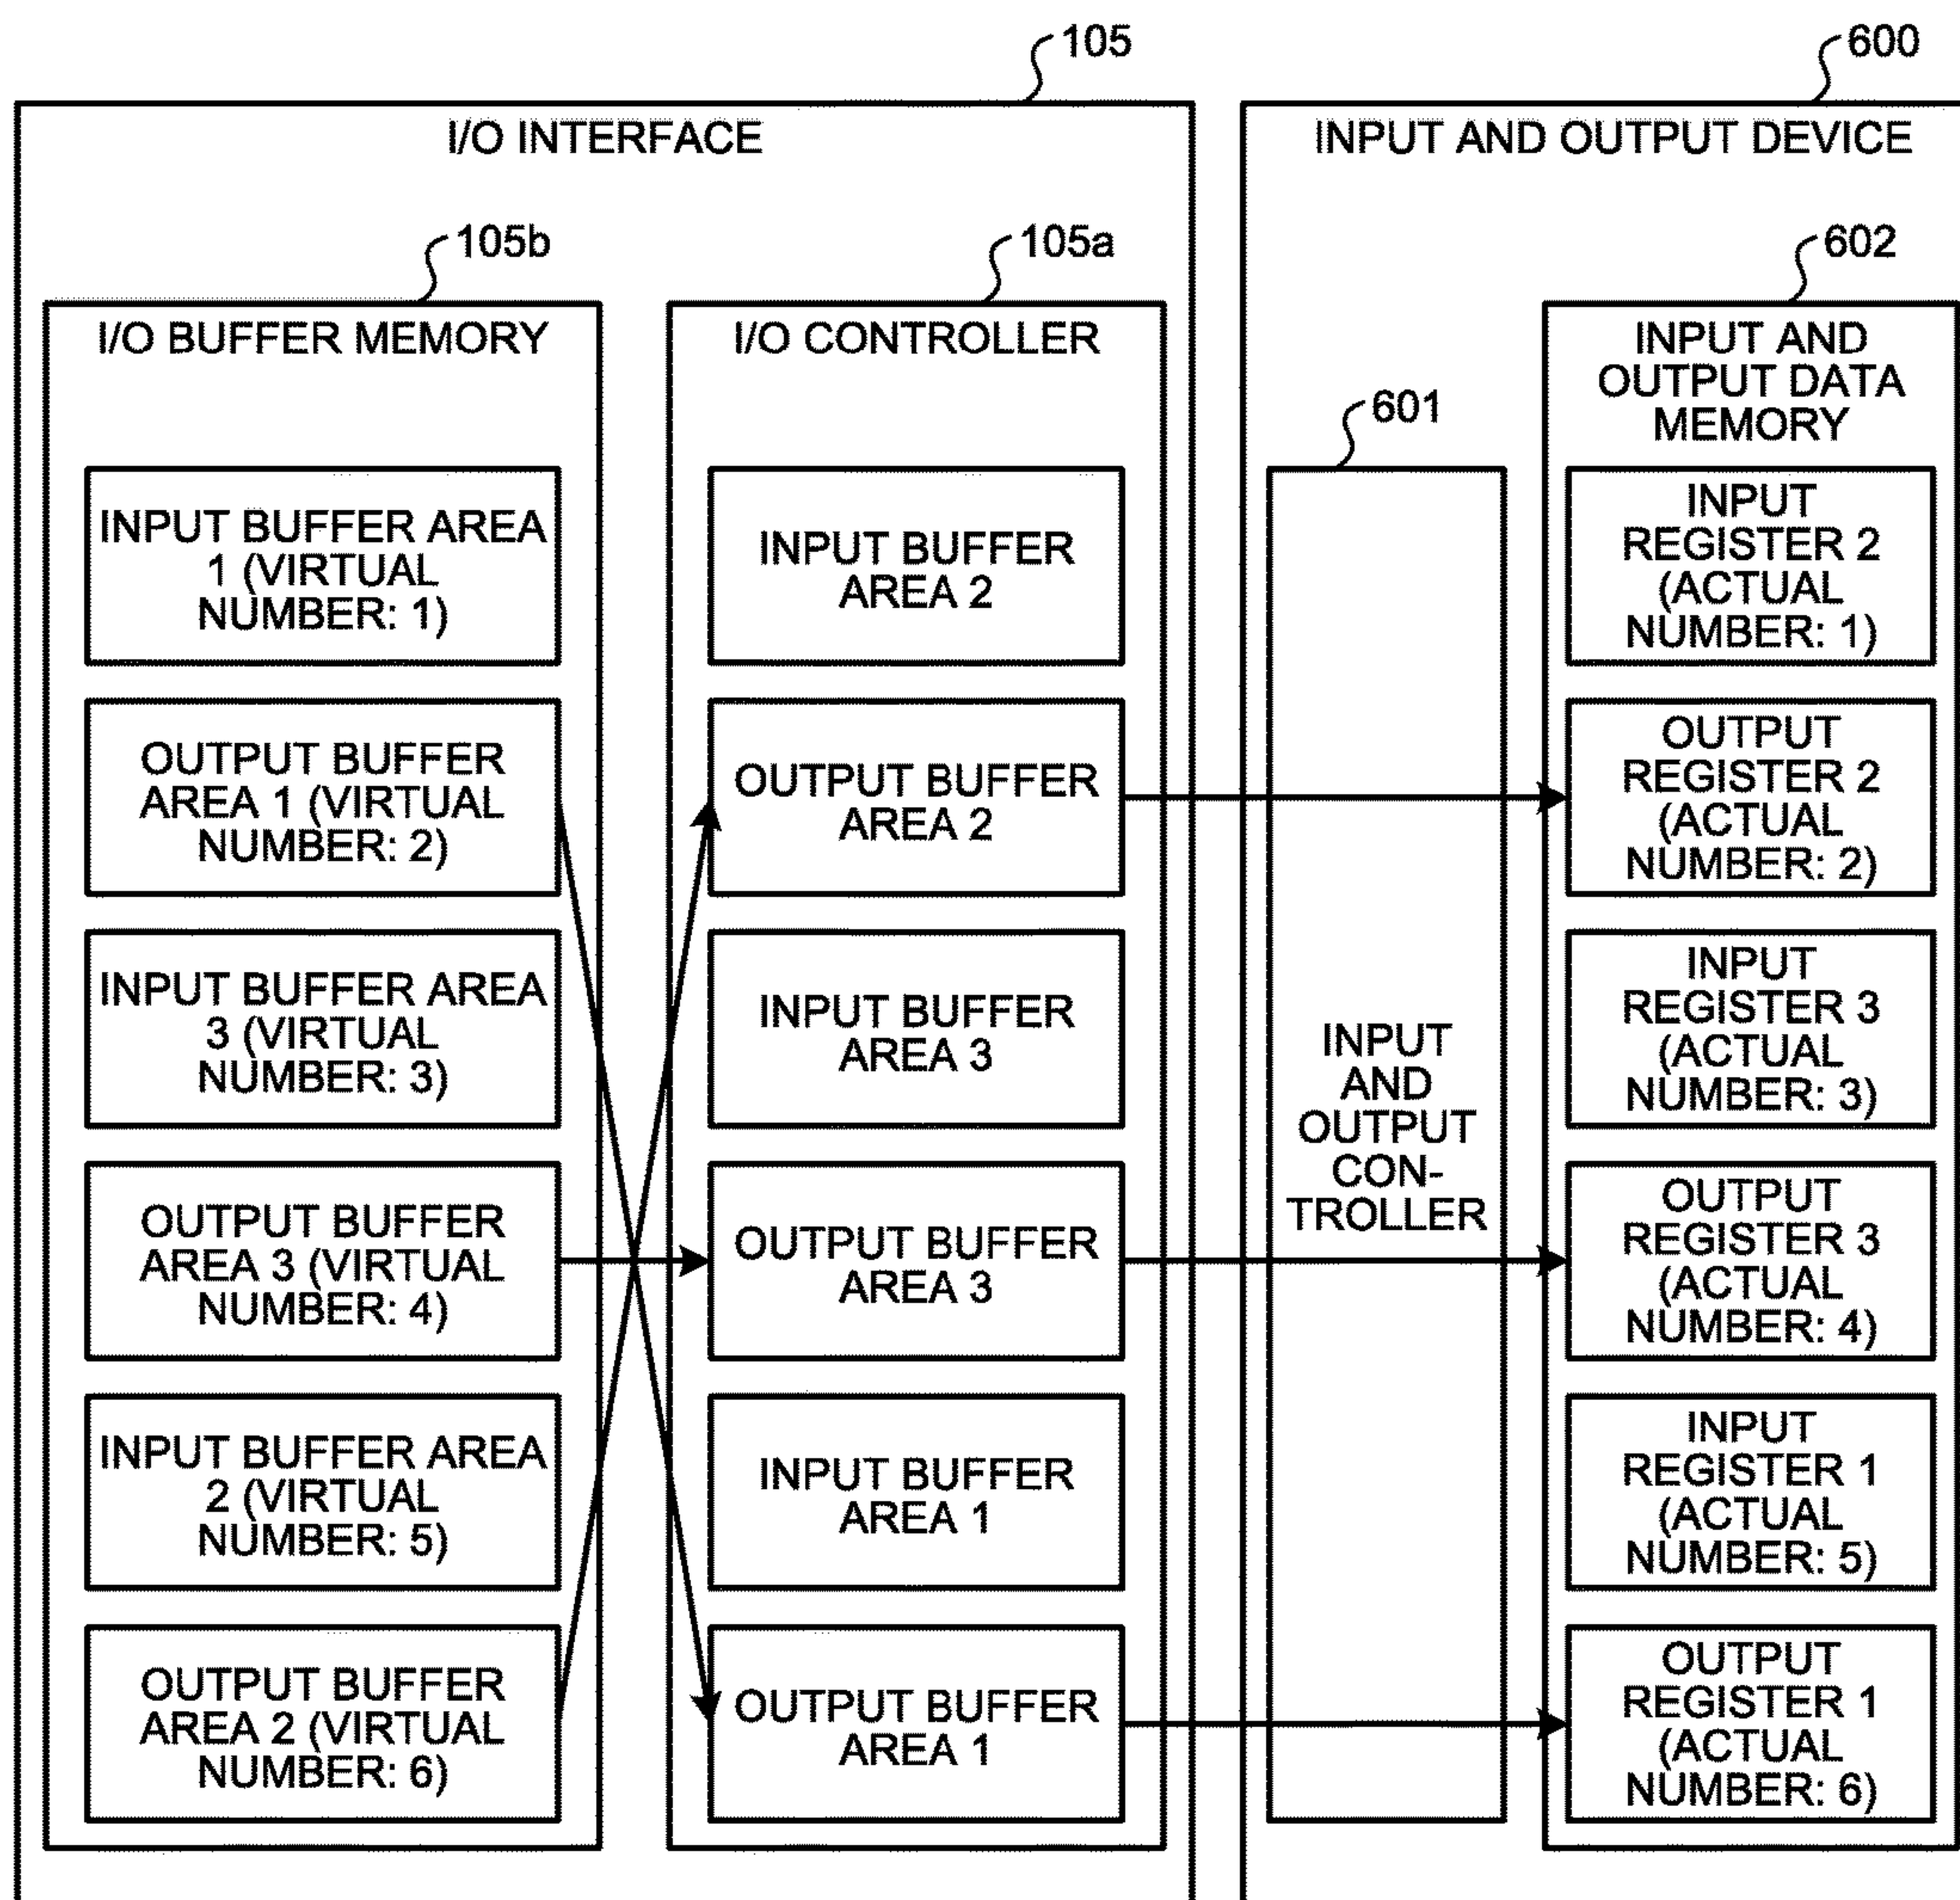 105
600
I/O INTERFACE
INPUT AND OUTPUT DEVICE
105b
105a
602
I/O BUFFER MEMORY
I/O CONTROLLER
INPUT AND
OUTPUT DATA
MEMORY
601
INPUT BUFFER AREA
1 (VIRTUAL
NUMBER: 1)
OUTPUT BUFFER
AREA 1 (VIRTUAL
NUMBER: 2)
INPUT BUFFER AREA
3 (VIRTUAL
NUMBER: 3)
OUTPUT BUFFER
AREA 3 (VIRTUAL
NUMBER: 4)
INPUT BUFFER AREA
2 (VIRTUAL
NUMBER: 5)
OUTPUT BUFFER
AREA 2 (VIRTUAL
NUMBER: 6)
INPUT BUFFER
AREA 2
OUTPUT BUFFER
AREA 2
INPUT BUFFER
AREA 3
OUTPUT BUFFER
AREA 3
INPUT BUFFER
AREA 1
OUTPUT BUFFER
AREA 1
INPUT
AND
OUTPUT
CON-
TROLLER
INPUT
REGISTER 2
(ACTUAL
NUMBER: 1)
OUTPUT
REGISTER 2
(ACTUAL
NUMBER: 2)
INPUT
REGISTER 3
(ACTUAL
NUMBER: 3)
OUTPUT
REGISTER 3
(ACTUAL
NUMBER: 4)
INPUT
REGISTER 1
(ACTUAL
NUMBER: 5)
OUTPUT
REGISTER 1
(ACTUAL
NUMBER: 6)